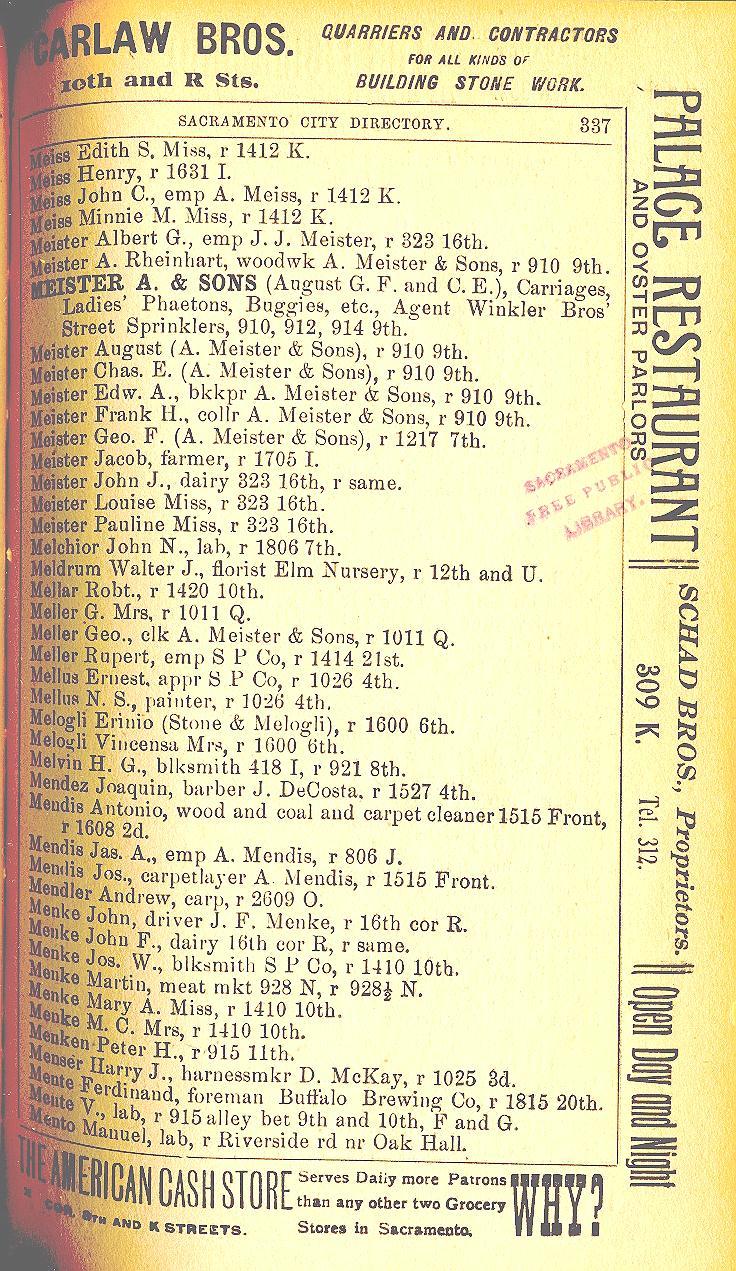 CARLAW BROS. QUARRIERS AND CONTRACTORS
FOR ALL KINDS OF
10th and R Sts. BUILDING STONE WORK.
SACRAMENTO CITY DIRECTORY. 337
Meiss Edith S. Miss, r 1412 K.
Meiss Henry, r 1631 I.
Meiss John C., emp A. Meiss, r 1412 K.
Meiss Minnie M. Miss, r 1412 K.
Meister Albert G., emp J. J. Meister, r 323 16th.
Meister A. Rheinhart, woodwk A. Meister & Sons, r 910 9th.
MEISTER A. & SONS (August G. F. and C. E.), Carriages,
Ladies' Phaetons, Buggies, etc., Agent Winkler Bros'
Street Sprinklers, 910, 912, 914 9th.
Meister August (A. Meister & Sons), r 910 9th.
Meister Chas. E. (A. Meister & Sons), r 910 9th.
Meister Edw. A., bkkpr A. Meister & Sons, r 910 9th.
Meister Frank H., collr A. Meister & Sons, r 910 9th.
Meister Geo. F. (A. Meister & Sons), r 1217 7th.
Meister Jacob, farmer, r 1705 I.
Meister John J., dairy 323 16th, r same.
Meister Louise Miss, r 323 16th.
Meister Pauline Miss, r 323 16th.
Melchior John N., lab, r 1806 7th.
Meldrum Walter J., florist Elm Nursery, r 12th and U.
Mellar Robt., r 1420 10th.
Meller G. Mrs, r 1011 Q.
Meller Geo., clk A. Meister & Sons, r 1011 Q.
Meller Rupert, emp S P Co, r 1414 21st.
Mellus Ernest, appr S P Co, r 1026 4th.
Mellus N. S., painter, r 1026 4th.
Melogli Erinio (Stone & Melogli), r 1600 6th.
Melogli Vincensa Mrs, r 1600 6th.
Melvin H. G., blksmith 418 I, r 921 8th.
Mendez Joaquin, barber J. DeCosta, r 1527 4th.
Mendis Antonio, wood and coal and carpet cleaner 1515 Front,
r 1608 2d.
Mendis Jas. A., emp A. Mendis, r 806 J.
Mendis Jos., carpetlayer A. Mendis, r 1515 Front.
Mendler Andrew, carp, r 2609 O.
Menke John, driver J. F. Menke, r 16th cor R.
Menke John F., dairy 16th cor R, r same.
Menke Jos. W., blksmith S P Co, r 1410 10th.
Menke Martin, meat mkt 928 N, r 928½ N.
Menke Mary A. Miss, r 1410 10th.
Menke M. C. Mrs, r 1410 10th.
Menken Peter H., r 915 11th.
Menser Harry J., harnessmkr D. McKay, r 1025 3d.
Mente Ferdinand, foreman Buffalo Brewing Co, r 1815 20th.
Mente V., lab, r 915 alley bet 9th and 10th, F and G.
Mento Manuel, lab, r Riverside rd nr Oak Hall.
SACRAMENTO
FREE PUBLIC
LIBRARY.
PALACE RESTAURANT
AND OYSTER PARLORS
SCHAD BROS., Proprietors.
309 K. Tel. 312.
Open Day and Night
THE AMERICAN CASH STORE
COR. 8TH AND K STREETS.
Serves Daily more Patrons
than any other two Grocery
Stores in Sacramento.
WHY?